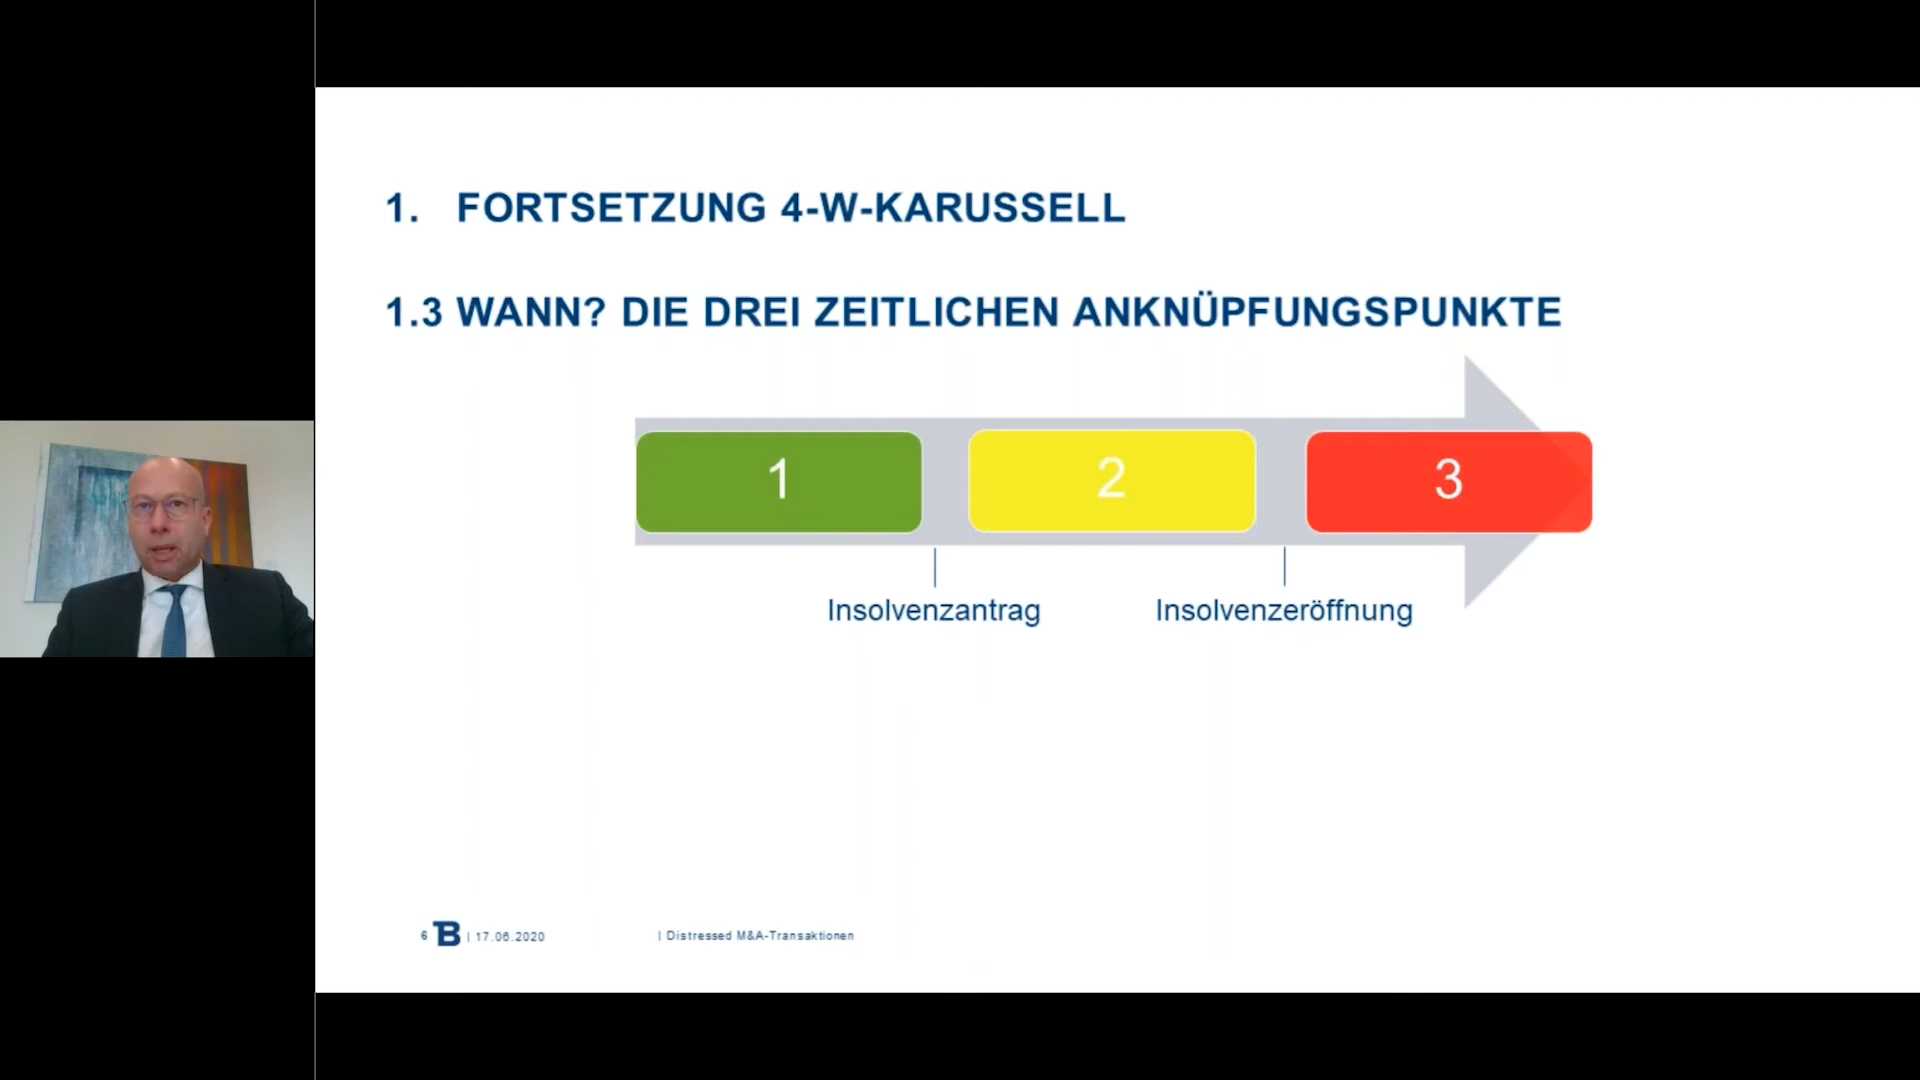 1. FORTSETZUNG 4-W-KARUSSELL
1.3 WANN? DIE DREI ZEITLICHEN ANKNÜPFUNGSPUNKTE
1 2 3
Insolvenzantrag Insolvenzeröffnung
6 B | 17.06.2020 | Distressed M&A-Transaktionen